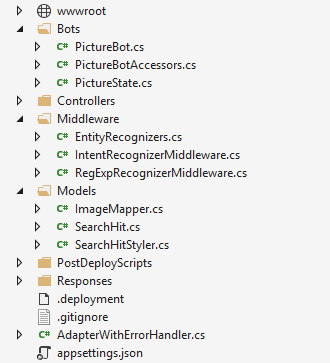 wwwroot
Bots
C# PictureBot.cs
C# PictureBotAccessors.cs
C# PictureState.cs
Controllers
Middleware
C# EntityRecognizers.cs
C# IntentRecognizerMiddleware.cs
C# RegExpRecognizerMiddleware.cs
Models
C# ImageMapper.cs
C# SearchHit.cs
C# SearchHitStyler.cs
PostDeployScripts
Responses
.deployment
.gitignore
C# AdapterWithErrorHandler.cs
appsettings.json